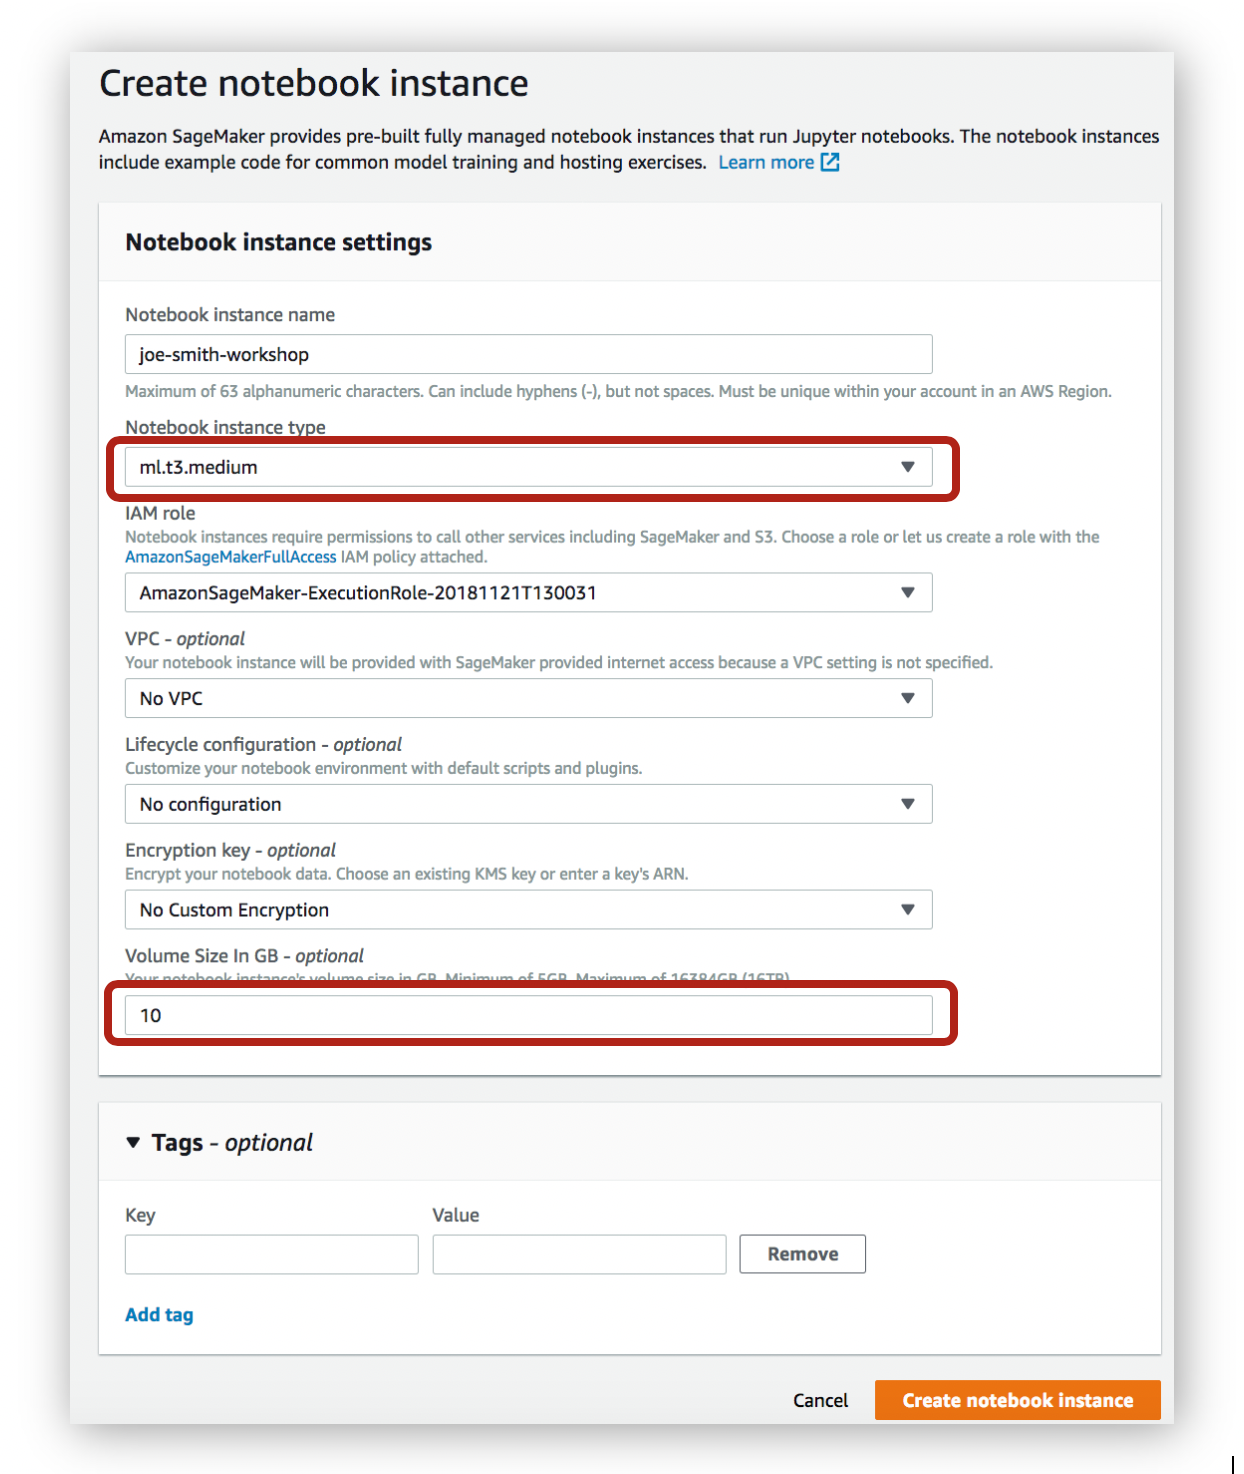 Create notebook instance
Amazon SageMaker provides pre-built fully managed notebook instances that run Jupyter notebooks. The notebook instances
include example code for common model training and hosting exercises. Learn more
Notebook instance settings
Notebook instance name
joe-smith-workshop
Maximum of 63 alphanumeric characters. Can include hyphens (-), but not spaces. Must be unique within your account in an AWS Region.
Notebook instance type
ml.t3.medium
IAM role
Notebook instances require permissions to call other services including SageMaker and S3. Choose a role or let us create a role with the
AmazonSageMakerFullAccess IAM policy attached.
AmazonSageMaker-ExecutionRole-20181121T130031
VPC - optional
Your notebook instance will be provided with SageMaker provided internet access because a VPC setting is not specified.
No VPC
Lifecycle configuration - optional
Customize your notebook environment with default scripts and plugins.
No configuration
Encryption key - optional
Encrypt your notebook data. Choose an existing KMS key or enter a key's ARN.
No Custom Encryption
Volume Size In GB - optional
Your notebook instance's volume size in GB. Minimum of 5GB. Maximum of 16384GB (16TB)
10
Tags - optional
Key Value
Remove
Add tag
Cancel Create notebook instance